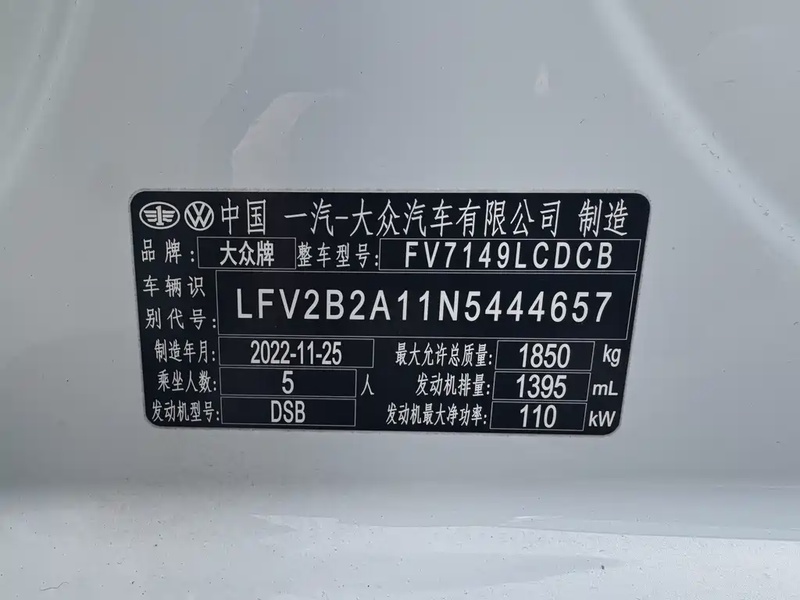 中国 一汽-大众汽车有限公司 制造
品牌: 大众牌 整车型号: FV7149LCDCB
车辆识别代号: LFV2B2A11N5444657
制造年月: 2022-11-25 最大允许总质量: 1850 kg
乘坐人数: 5 人 发动机排量: 1395 mL
发动机型号: DSB 发动机最大净功率: 110 kW